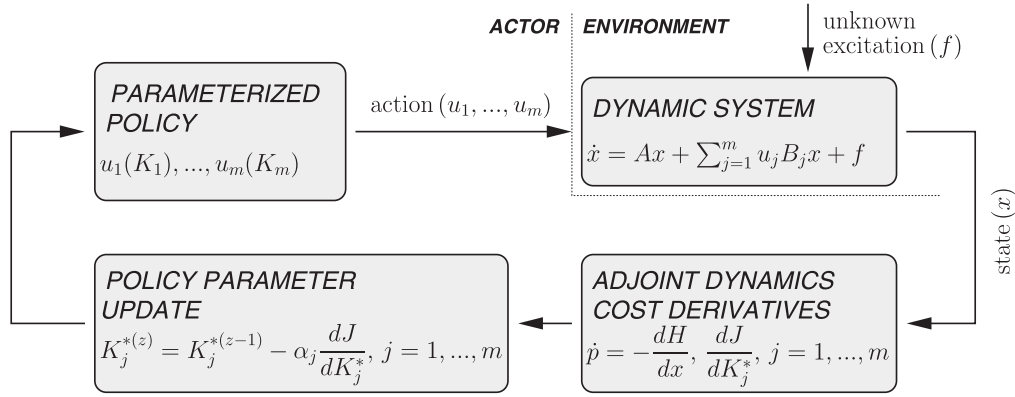 ACTOR ENVIRONMENT
unknown
excitation (f)
PARAMETERIZED
POLICY
u_1(K_1), ..., u_m(K_m)
action (u_1, ..., u_m)
DYNAMIC SYSTEM
ẋ = Ax + ∑_{j=1}^{m} u_j B_j x + f
state (x)
ADJOINT DYNAMICS
COST DERIVATIVES
ṗ = −dH/dx, dJ/dK_j^*, j = 1, ..., m
POLICY PARAMETER
UPDATE
K_j^{*(z)} = K_j^{*(z−1)} − α_j dJ/dK_j^*, j = 1, ..., m